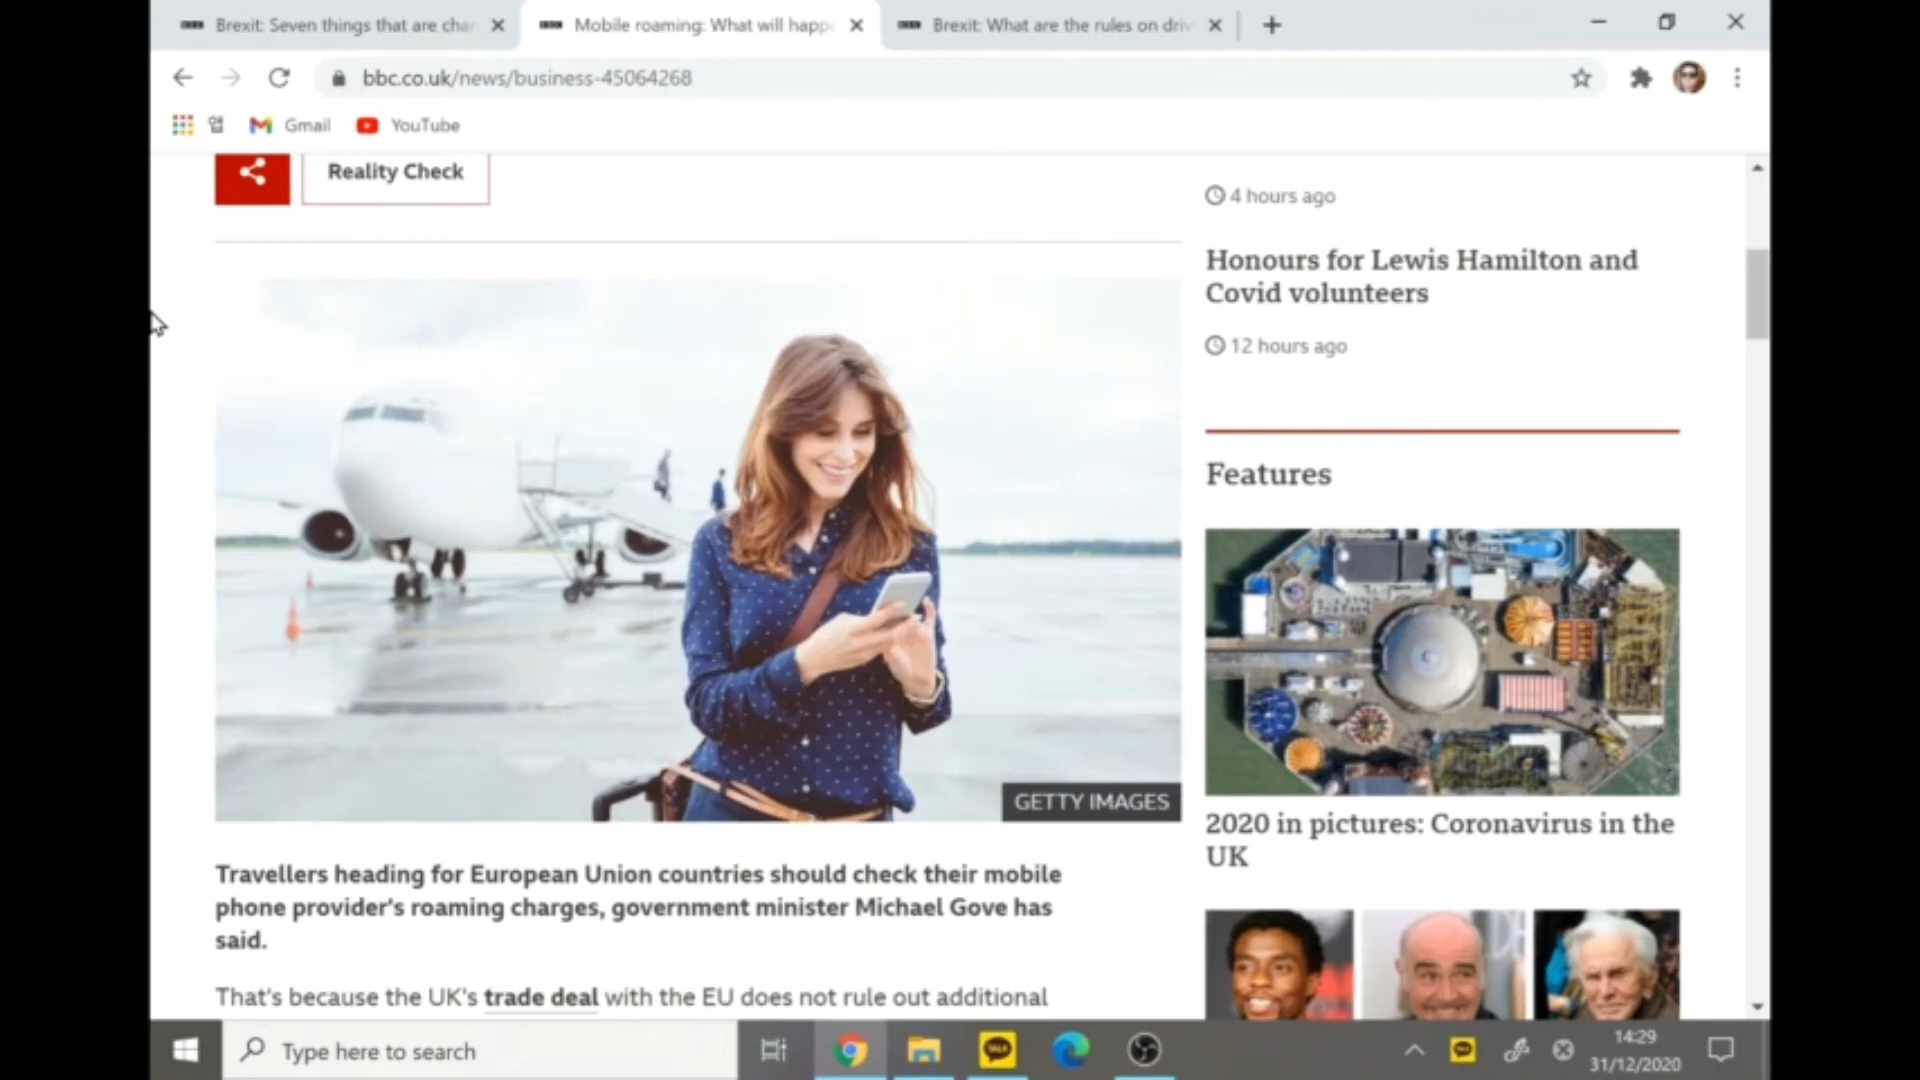 Brexit: Seven things that are char
Mobile roaming: What will happe
Brexit: What are the rules on driv
bbc.co.uk/news/business-45064268
Gmail
YouTube
Reality Check
4 hours ago
Honours for Lewis Hamilton and
Covid volunteers
12 hours ago
Features
GETTY IMAGES
2020 in pictures: Coronavirus in the
UK
Travellers heading for European Union countries should check their mobile
phone provider's roaming charges, government minister Michael Gove has
said.
That's because the UK's trade deal with the EU does not rule out additional
Type here to search
TALK
14:29
31/12/2020